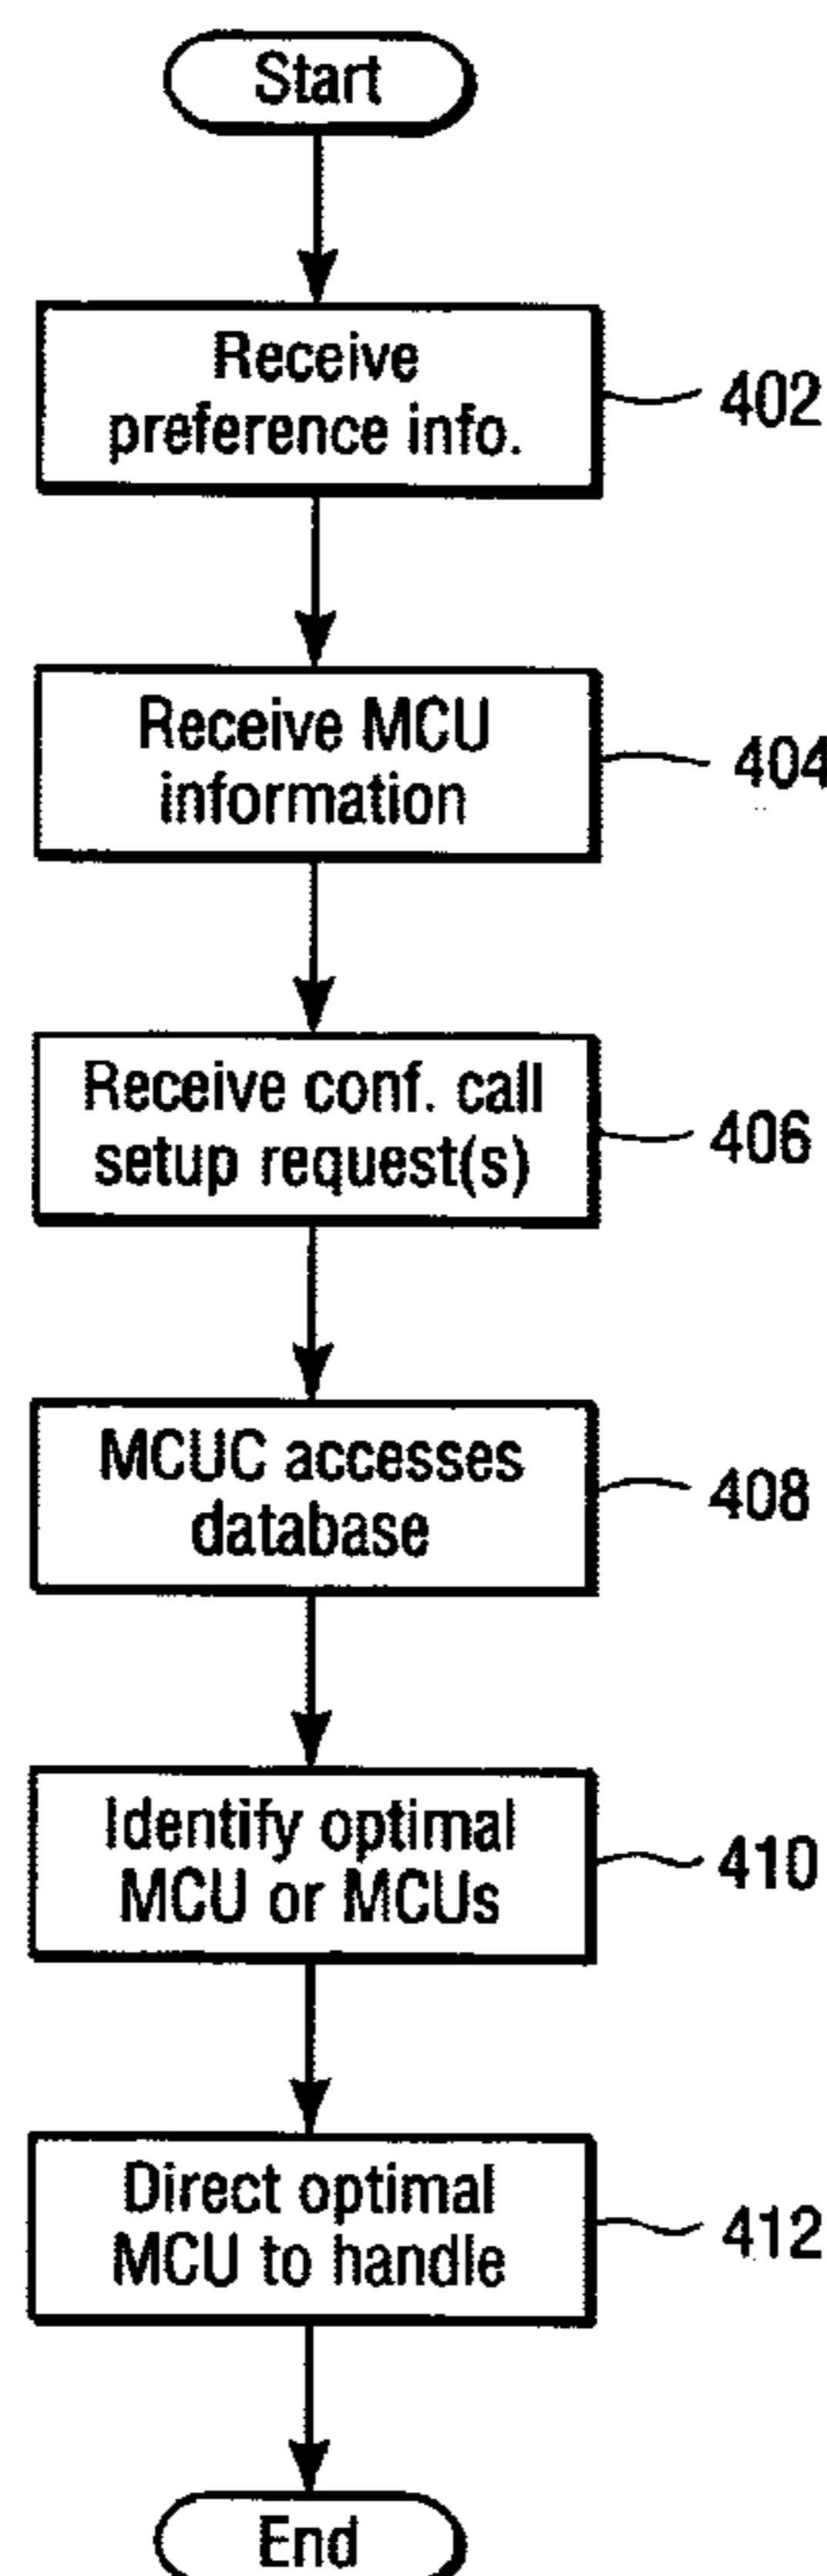 Start
Receive
preference info.
402
Receive MCU
information
404
Receive conf. call
setup request(s)
406
MCUC accesses
database
408
Identify optimal
MCU or MCUs
410
Direct optimal
MCU to handle
412
End